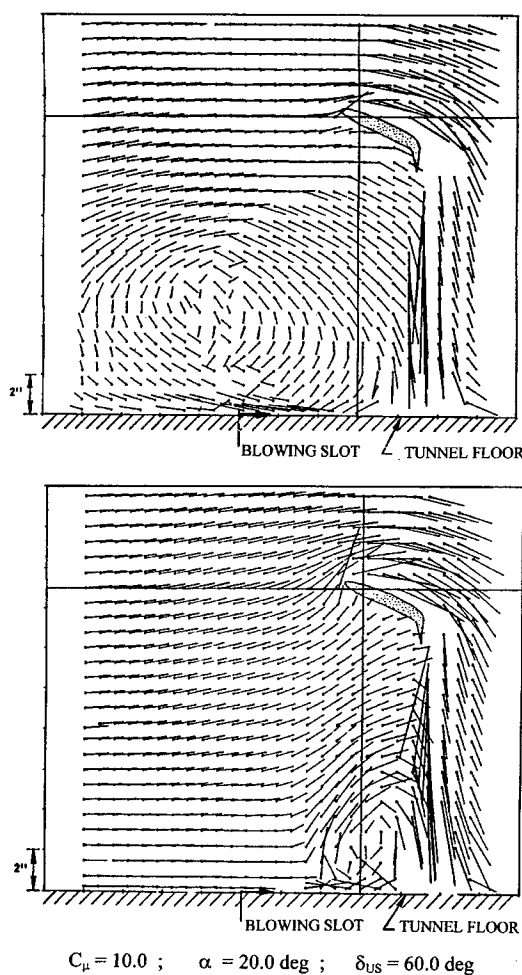 2"
BLOWING SLOT
TUNNEL FLOOR
2"
BLOWING SLOT
TUNNEL FLOOR
Cμ = 10.0 ; α = 20.0 deg ; δUS = 60.0 deg